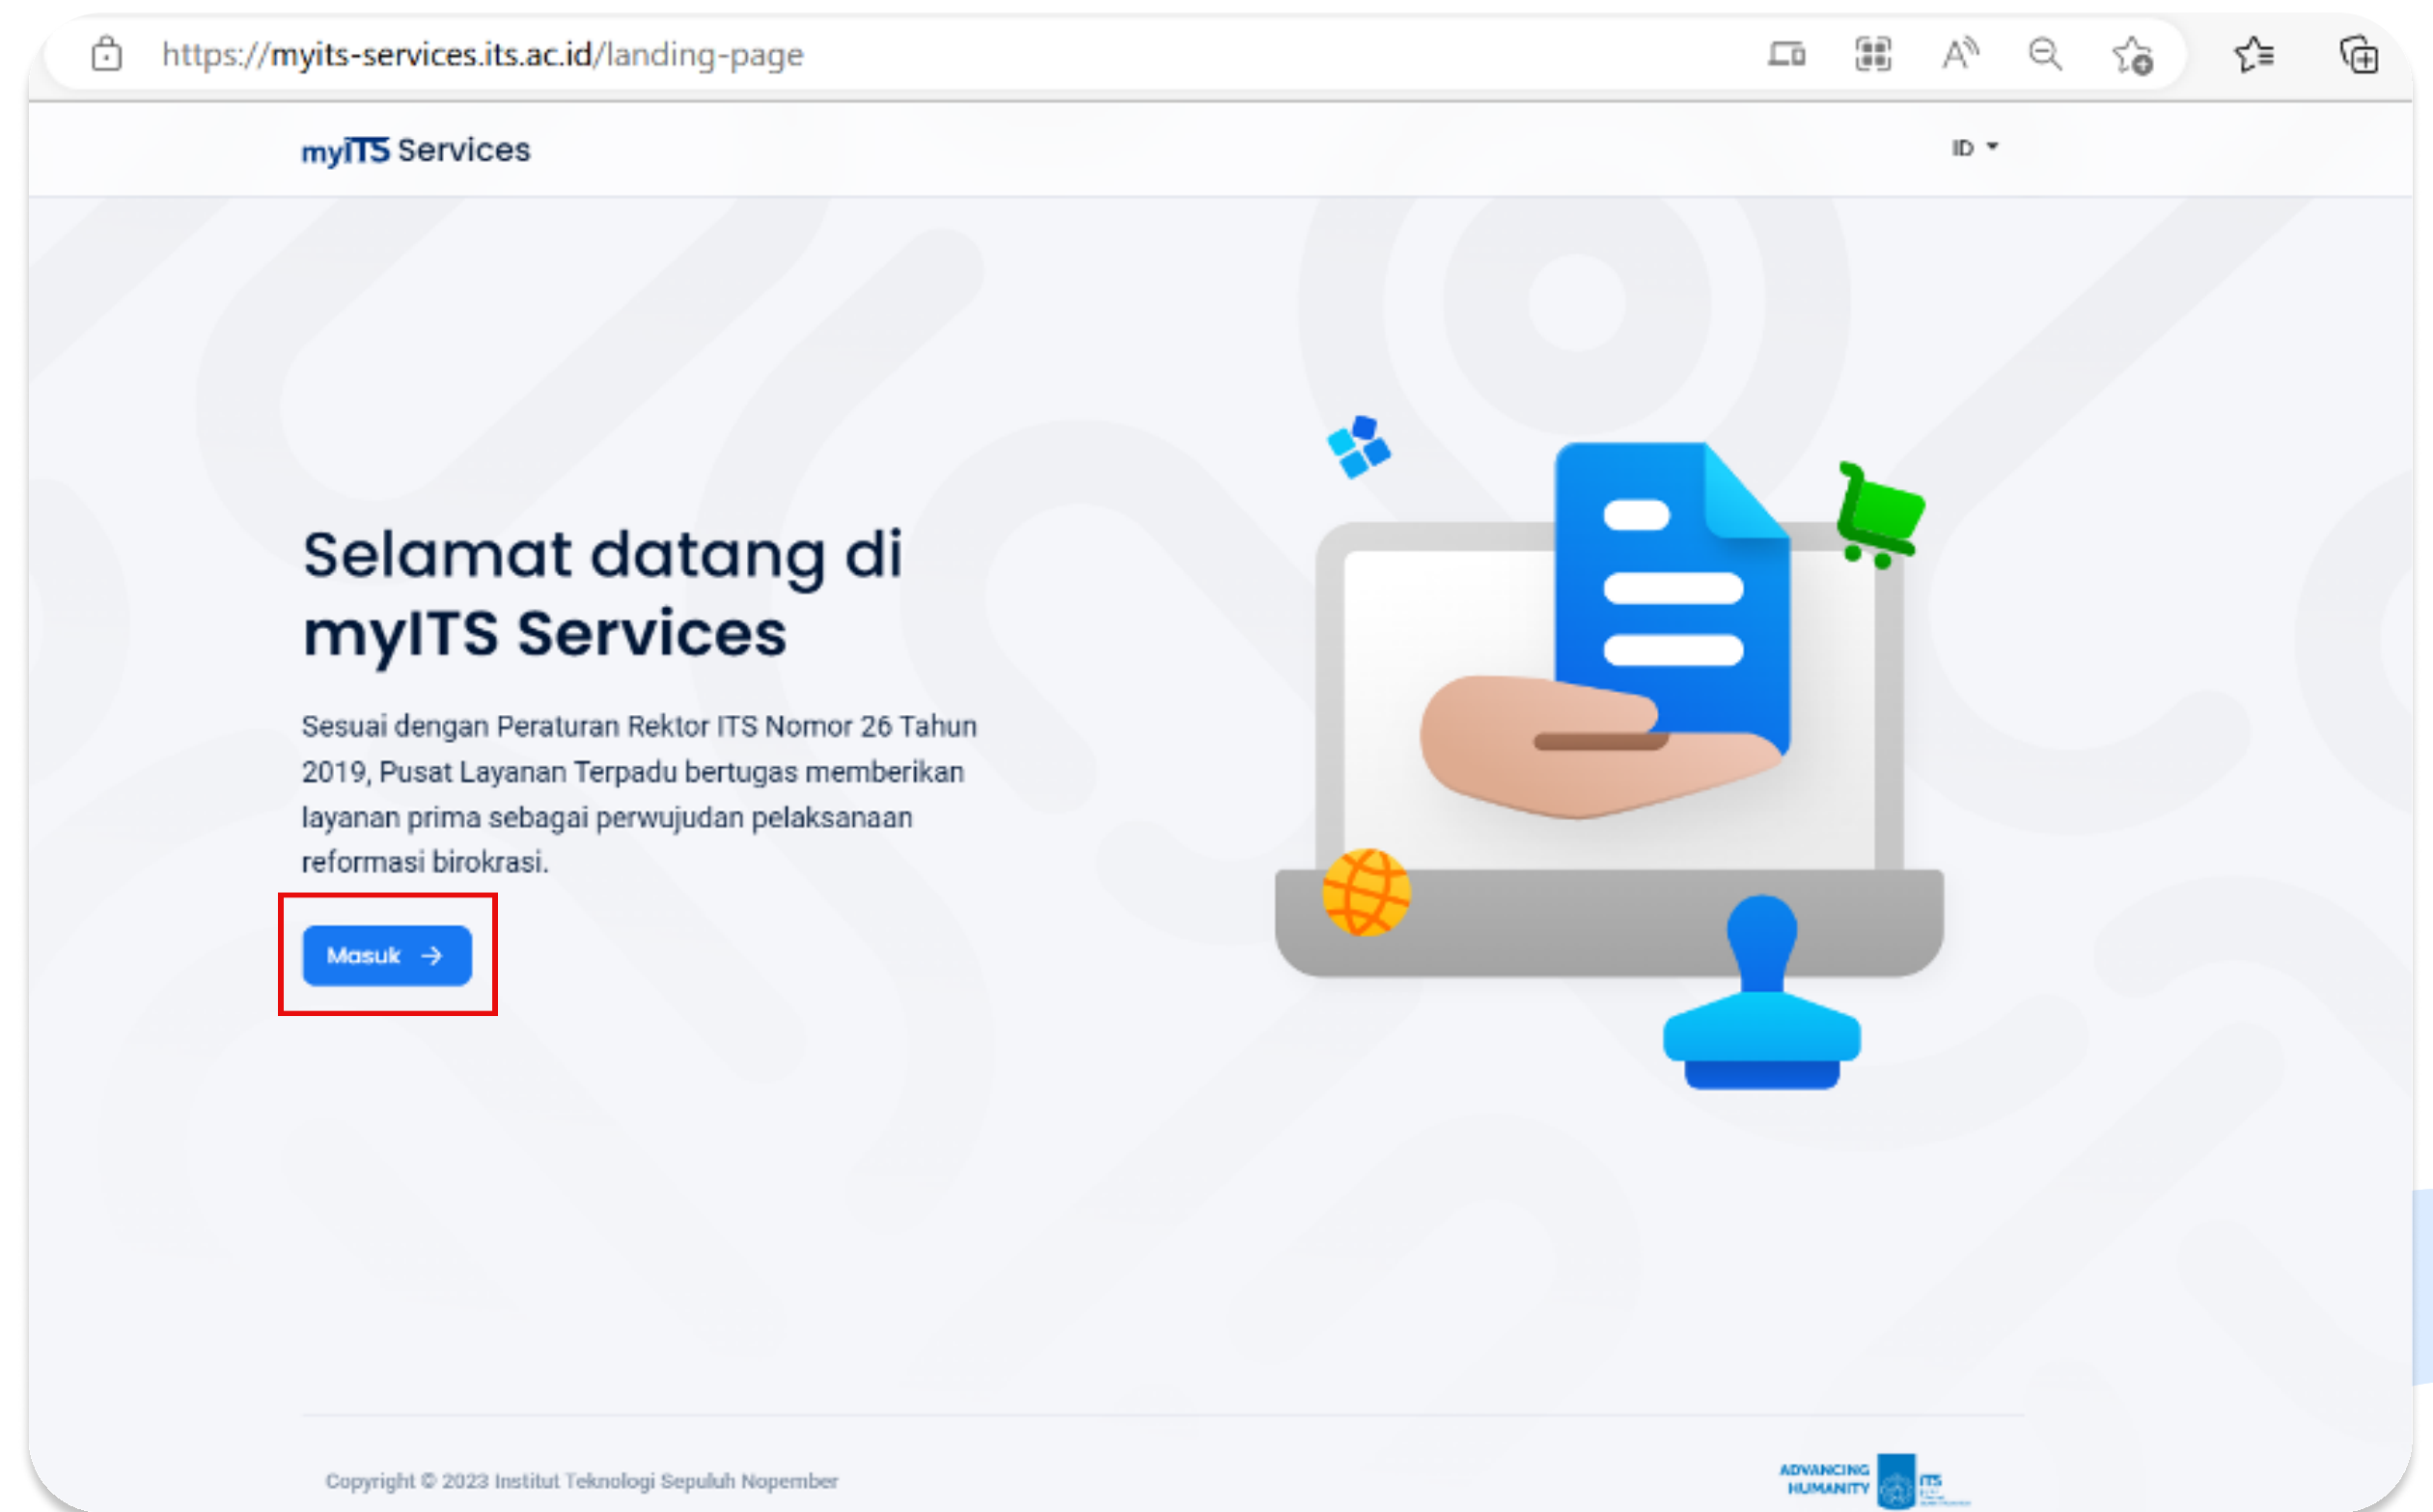 https://myits-services.its.ac.id/landing-page
myITS Services
ID
Selamat datang di
myITS Services
Sesuai dengan Peraturan Rektor ITS Nomor 26 Tahun
2019, Pusat Layanan Terpadu bertugas memberikan
layanan prima sebagai perwujudan pelaksanaan
reformasi birokrasi.
Masuk →
Copyright © 2023 Institut Teknologi Sepuluh Nopember
ADVANCING
HUMANITY
ITS